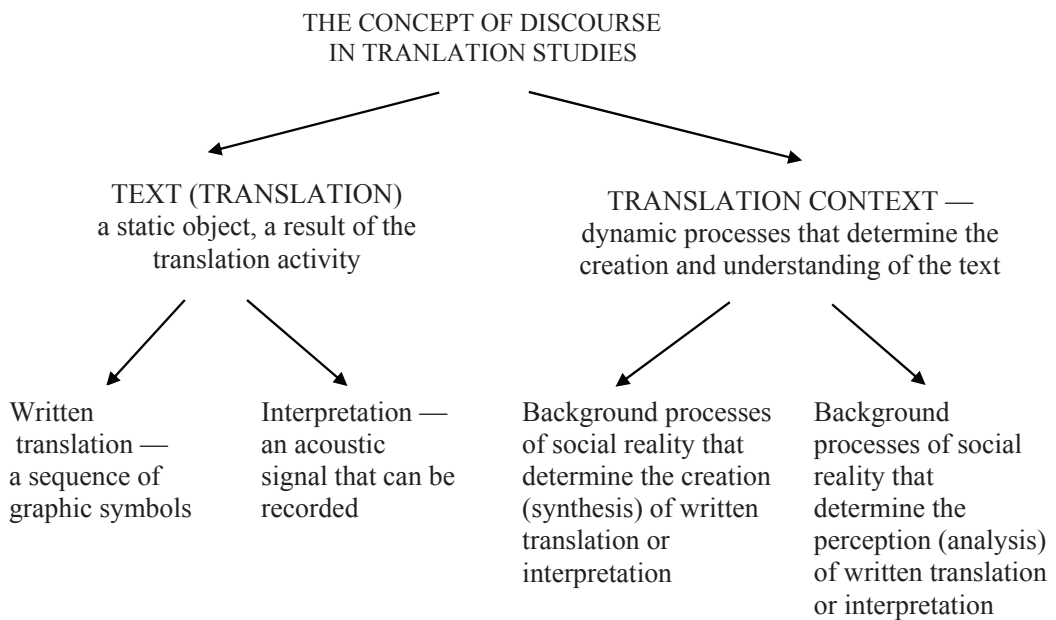 THE CONCEPT OF DISCOURSE
IN TRANLATION STUDIES
TEXT (TRANSLATION)
a static object, a result of the
translation activity
TRANSLATION CONTEXT —
dynamic processes that determine the
creation and understanding of the text
Written
translation —
a sequence of
graphic symbols
Interpretation —
an acoustic
signal that can be
recorded
Background processes
of social reality that
determine the creation
(synthesis) of written
translation or
interpretation
Background
processes of social
reality that
determine the
perception (analysis)
of written translation
or interpretation